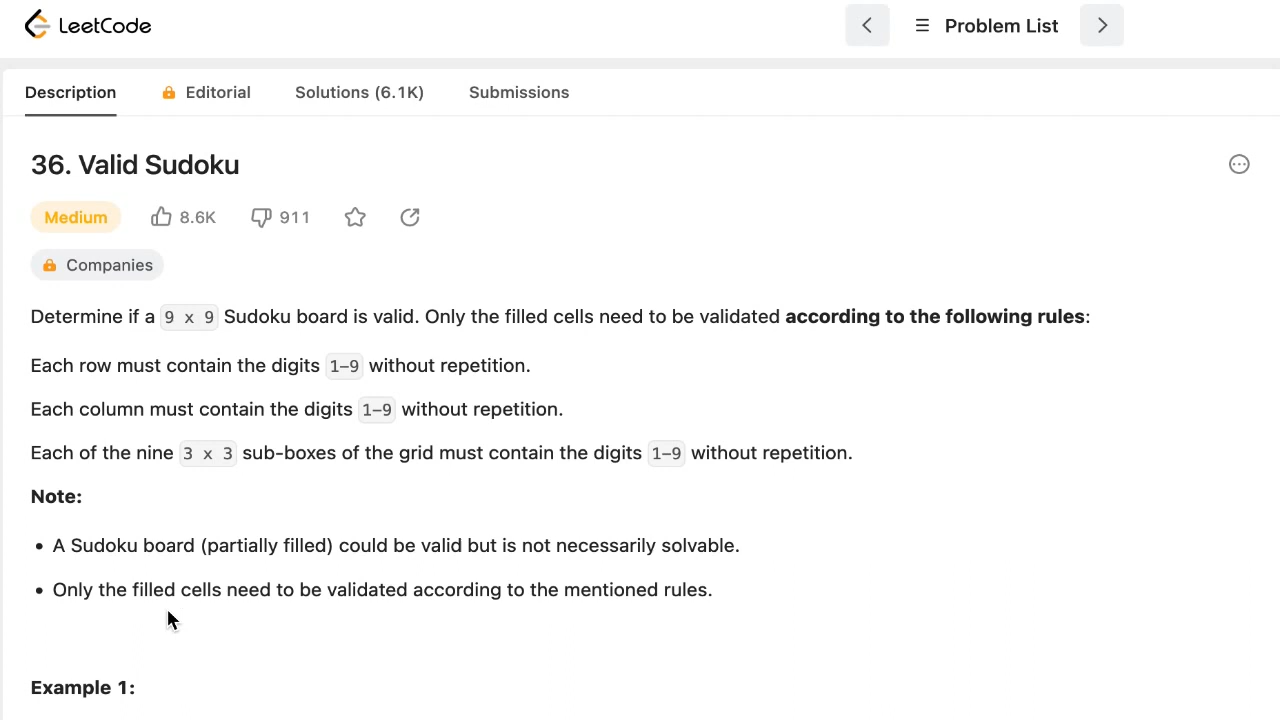 LeetCode
Problem List
Description
Editorial
Solutions (6.1K)
Submissions
36. Valid Sudoku
Medium
8.6K
911
Companies
Determine if a 9 x 9 Sudoku board is valid. Only the filled cells need to be validated according to the following rules:
Each row must contain the digits 1-9 without repetition.
Each column must contain the digits 1-9 without repetition.
Each of the nine 3 x 3 sub-boxes of the grid must contain the digits 1-9 without repetition.
Note:
• A Sudoku board (partially filled) could be valid but is not necessarily solvable.
• Only the filled cells need to be validated according to the mentioned rules.
Example 1: